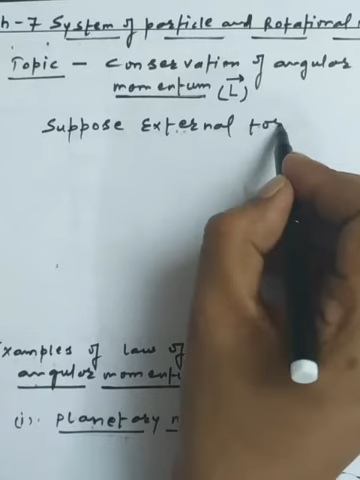 h-7 System of particle and Rotational
Topic - conservation of angular
momentum (L)
Suppose External to
Examples of law of
angular moment
(i). Planetary